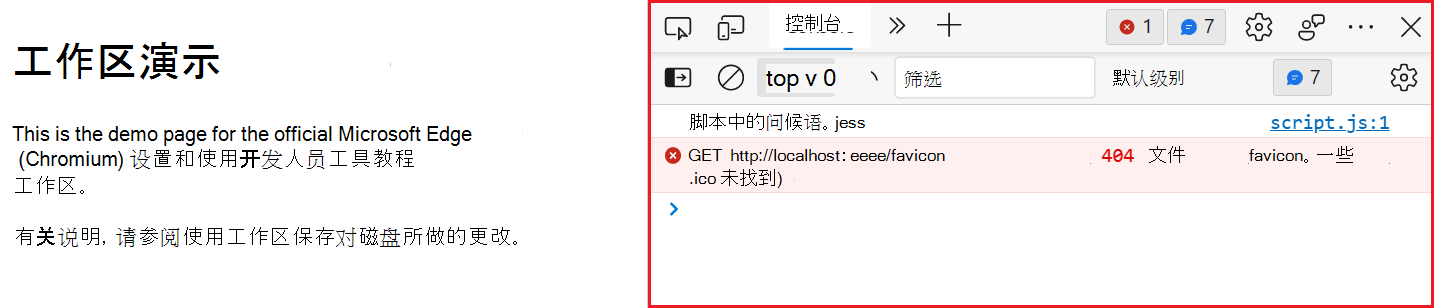 工作区演示
This is the demo page for the official Microsoft Edge
(Chromium) 设置和使用开发人员工具教程
工作区。
有关说明, 请参阅使用工作区保存对磁盘所做的更改。
控制台
1
7
top v 0
筛选
默认级别
7
脚本中的问候语。jess
script.js:1
GET http://localhost: eeee/favicon 404 文件 favicon。一些
.ico 未找到)